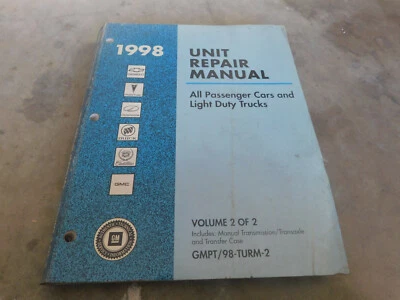 1998
UNIT
REPAIR
MANUAL
All Passenger Cars and
Light Duty Trucks
GMC
GM
VOLUME 2 OF 2
Includes: Manual Transmission/Transaxle
and Transfer Case
GMPT/98-TURM-2